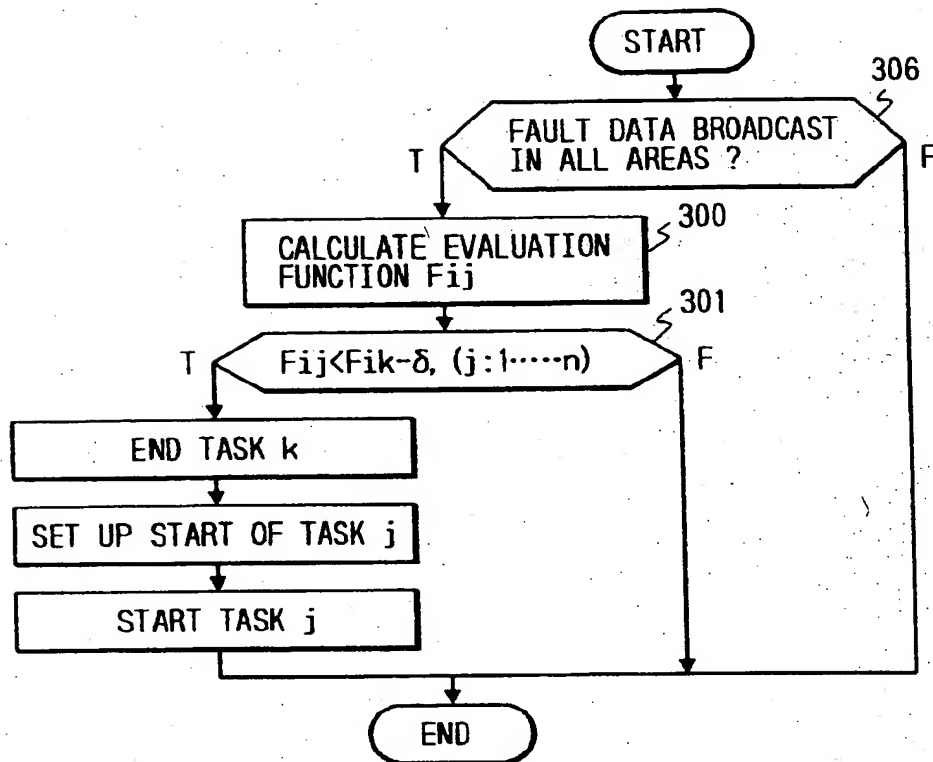 START
306
FAULT DATA BROADCAST
IN ALL AREAS ?
T
F
300
CALCULATE EVALUATION
FUNCTION Fij
301
T
Fij<Fik-δ, (j:1·····n)
F
END TASK k
SET UP START OF TASK j
START TASK j
END